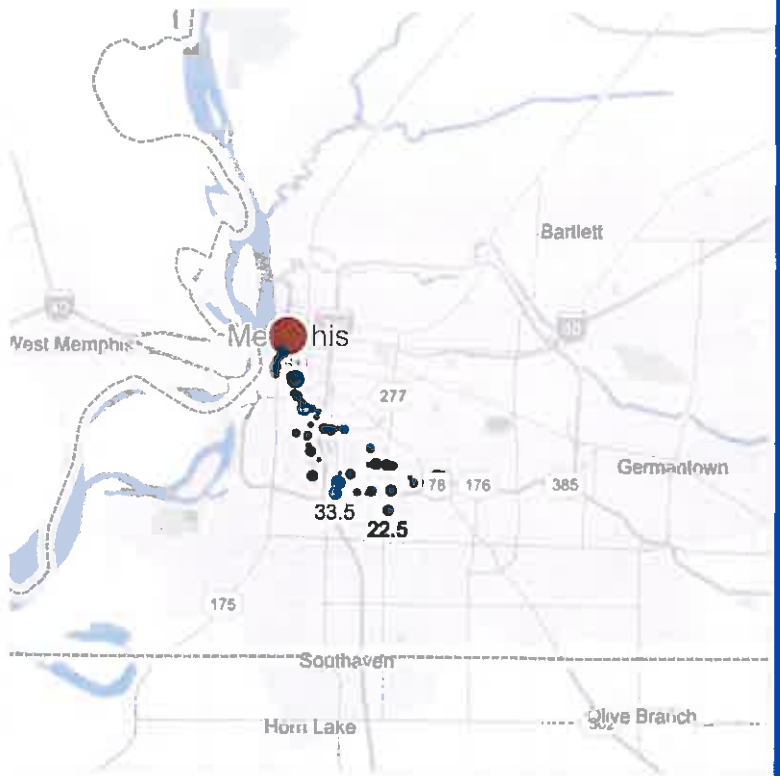 Bartlett
West Memphis
Me his
277
Germantown
78
176
385
33.5
22.5
175
Southaven
Horn Lake
Olive Branch